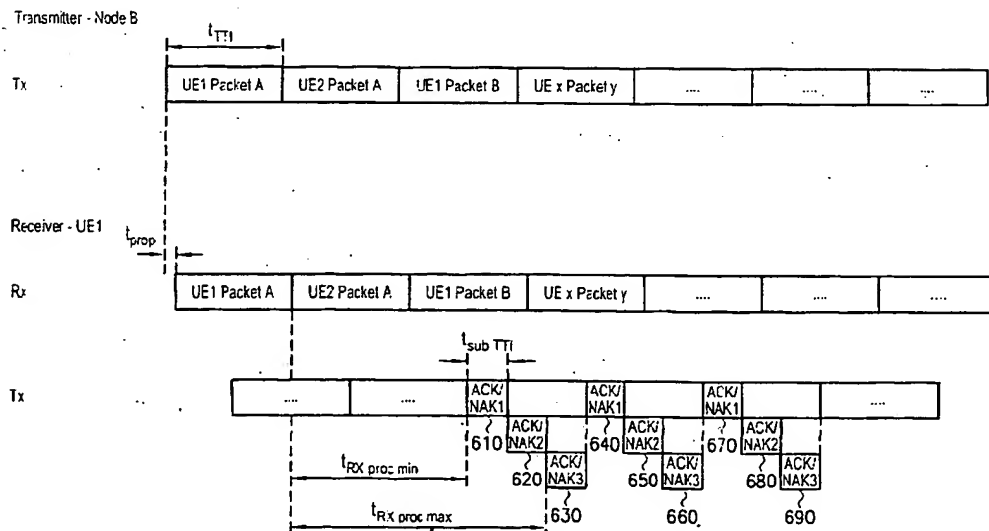 Transmitter - Node B
tTTI
Tx
UE1 Packet A
UE2 Packet A
UE1 Packet B
UE x Packet y
....
....
....
Receiver - UE1
tprop
Rx
UE1 Packet A
UE2 Packet A
UE1 Packet B
UE x Packet y
....
....
....
tsub TTI
Tx
....
....
ACK/
NAK1
ACK/
NAK1
ACK/
NAK1
....
610
ACK/
NAK2
640
ACK/
NAK2
670
ACK/
NAK2
620
ACK/
NAK3
650
ACK/
NAK3
680
ACK/
NAK3
630
660
690
tRX proc min
tRX proc max